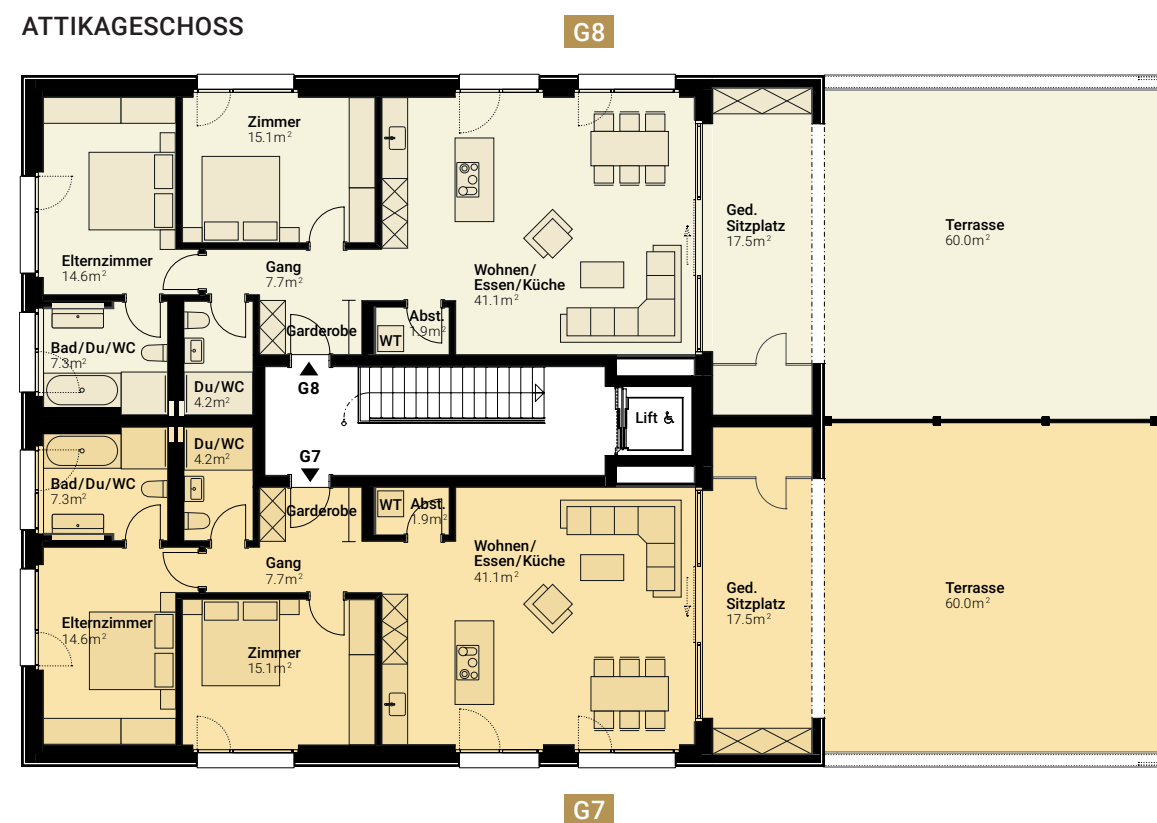 ATTIKAGESCHOSS
G8
Zimmer
15.1m²
Elternzimmer
14.6m²
Gang
7.7m²
Wohnen/
Essen/Küche
41.1m²
Ged.
Sitzplatz
17.5m²
Terrasse
60.0m²
Garderobe
WT
Abst.
1.9m²
Bad/Du/WC
7.3m²
Du/WC
4.2m²
G8
Lift
G7
Du/WC
4.2m²
Bad/Du/WC
7.3m²
Garderobe
WT
Abst.
1.9m²
Wohnen/
Essen/Küche
41.1m²
Gang
7.7m²
Ged.
Sitzplatz
17.5m²
Terrasse
60.0m²
Elternzimmer
14.6m²
Zimmer
15.1m²
G7